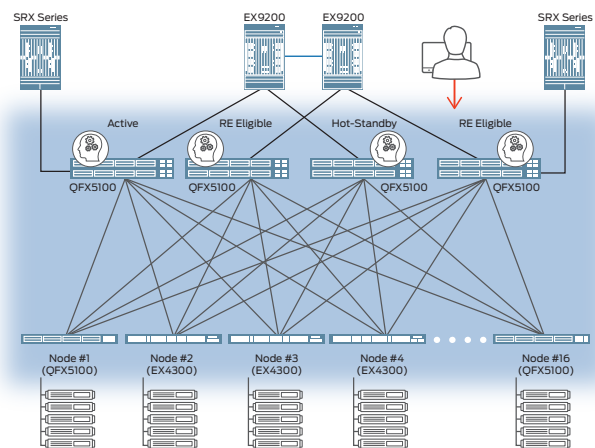 SRX Series
EX9200
EX9200
SRX Series
Active
RE Eligible
Hot-Standby
RE Eligible
QFX5100
QFX5100
QFX5100
QFX5100
Node #1
(QFX5100)
Node #2
(EX4300)
Node #3
(EX4300)
Node #4
(EX4300)
Node #16
(QFX5100)